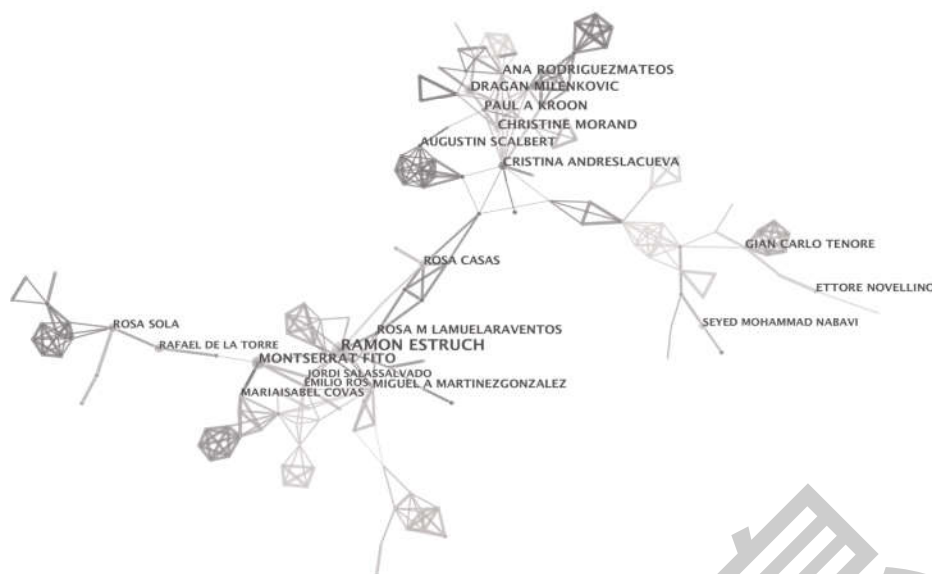 ANA RODRIGUEZMATEOS
DRAGAN MILENKOVIC
PAUL A KROON
CHRISTINE MORAND
AUGUSTIN SCALBERT
CRISTINA ANDRESLACUEVA
GIAN CARLO TENORE
ROSA CASAS
ETTORE NOVELLINO
ROSA SOLA
SEYED MOHAMMAD NABAVI
ROSA M LAMUELARAVENTOS
RAFAEL DE LA TORRE
RAMON ESTRUCH
MONTSERRAT FITO
JORDI SALASSALVADO
EMILIO ROS
MIGUEL A MARTINEZGONZALEZ
MARIAISABEL COVAS